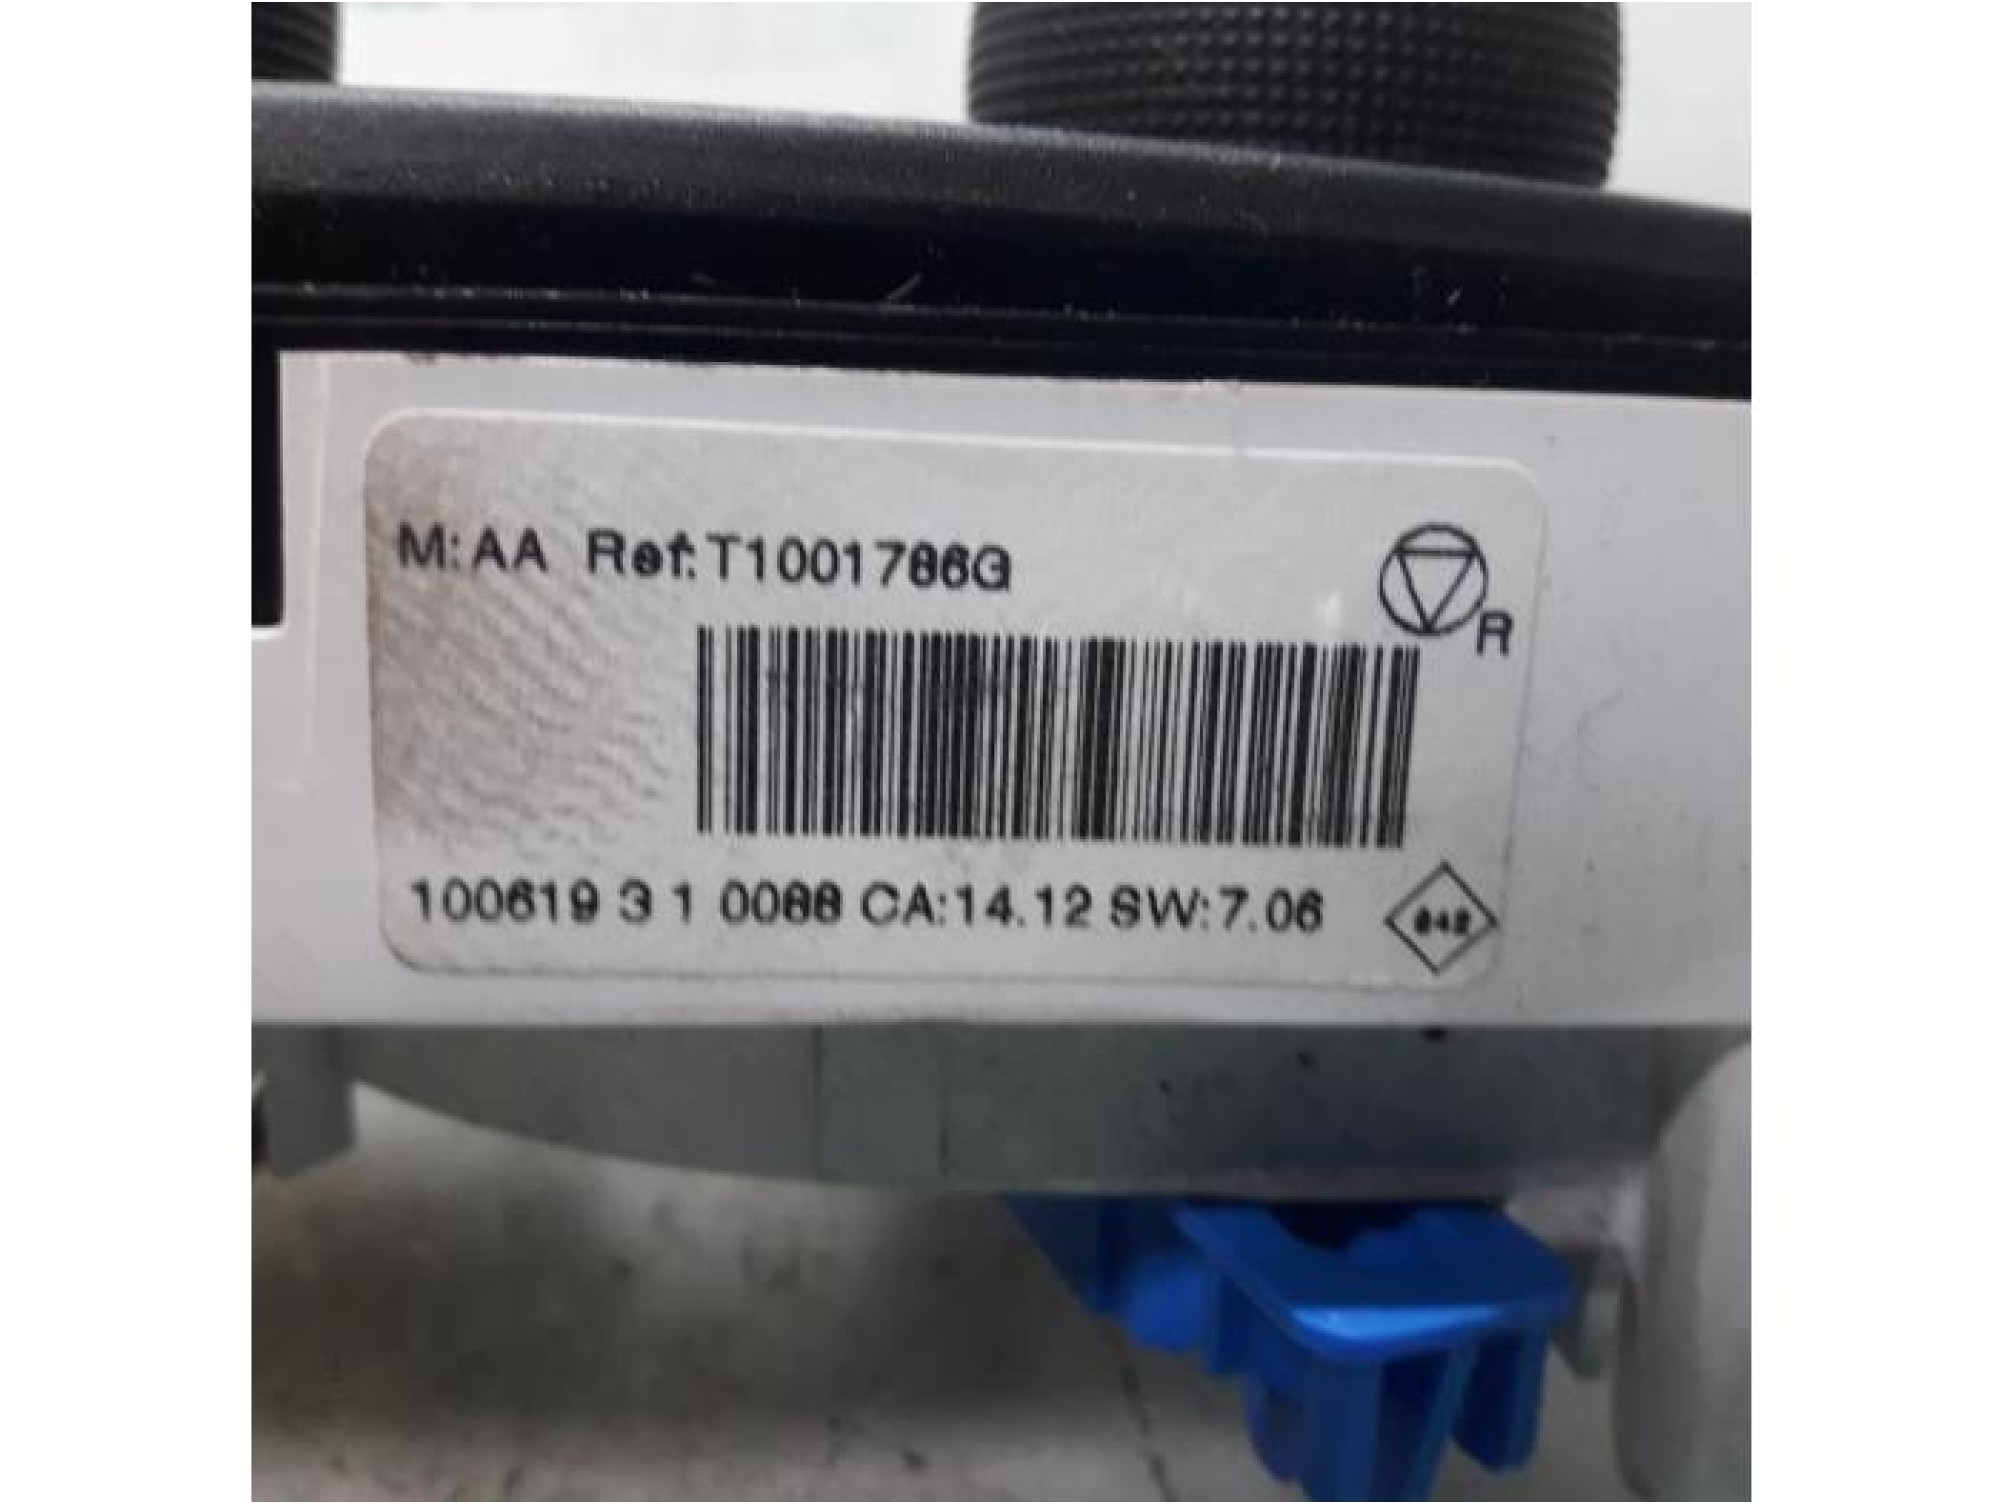 M: AA Ref: T1001786G
R
100619 3 1 0088 CA:14.12 SW:7.06